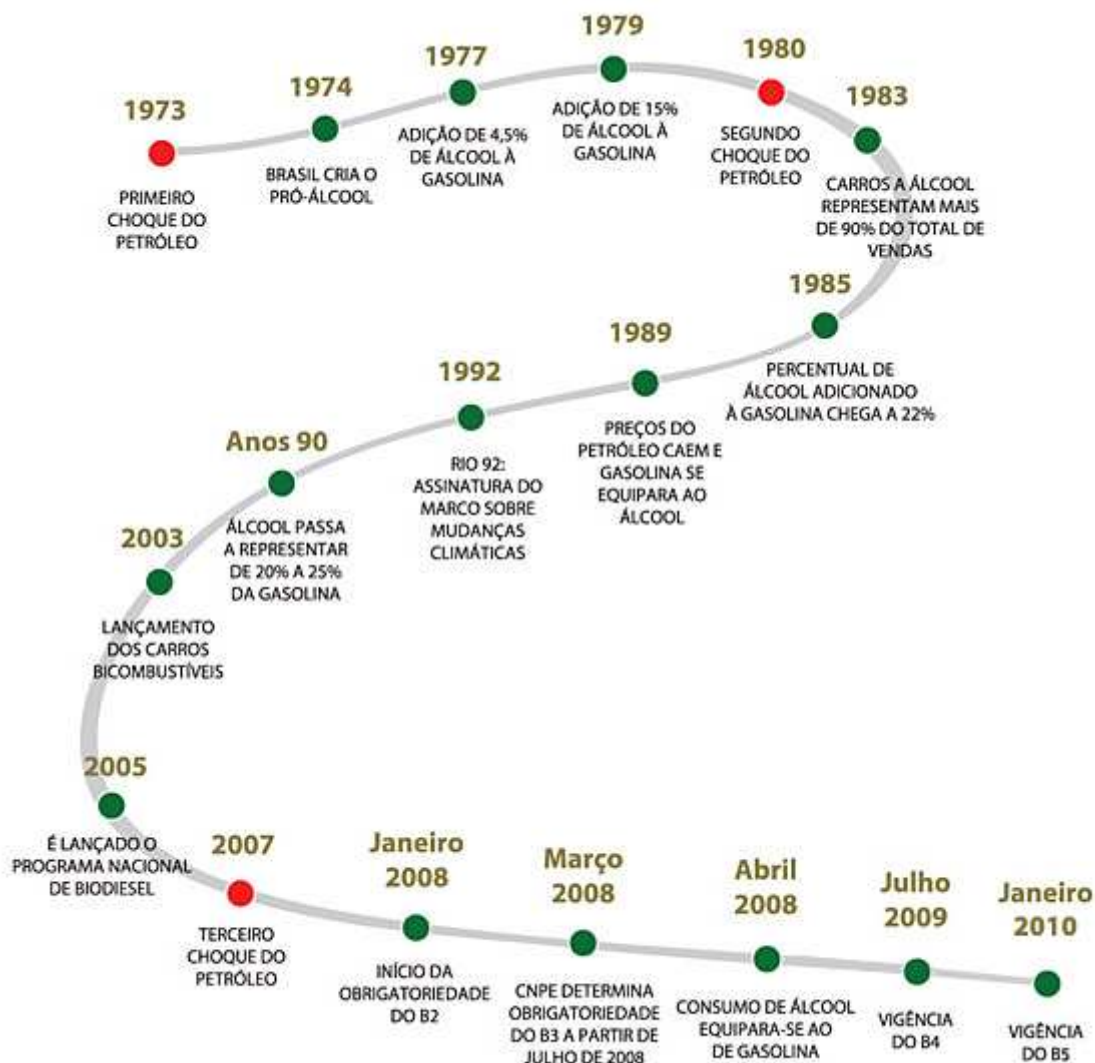 1973
PRIMEIRO
CHOQUE DO
PETRÓLEO
1974
BRASIL CRIA O
PRÓ-ÁLCOOL
1977
ADIÇÃO DE 4,5%
DE ÁLCOOL À
GASOLINA
1979
ADIÇÃO DE 15%
DE ÁLCOOL À
GASOLINA
1980
SEGUNDO
CHOQUE DO
PETRÓLEO
1983
CARROS A ÁLCOOL
REPRESENTAM MAIS
DE 90% DO TOTAL DE
VENDAS
1985
PERCENTUAL DE
ÁLCOOL ADICIONADO
À GASOLINA CHEGA A 22%
1989
PREÇOS DO
PETRÓLEO CAEM E
GASOLINA SE
EQUIPARA AO
ÁLCOOL
1992
RIO 92:
ASSINATURA DO
MARCO SOBRE
MUDANÇAS
CLIMÁTICAS
Anos 90
ÁLCOOL PASSA
A REPRESENTAR
DE 20% A 25%
DA GASOLINA
2003
LANÇAMENTO
DOS CARROS
BICOMBUSTÍVEIS
2005
É LANÇADO O
PROGRAMA NACIONAL
DE BIODIESEL
2007
TERCEIRO
CHOQUE DO
PETRÓLEO
Janeiro
2008
INÍCIO DA
OBRIGATORIEDADE
DO B2
Março
2008
CNPE DETERMINA
OBRIGATORIEDADE
DO B3 A PARTIR DE
JULHO DE 2008
Abril
2008
CONSUMO DE ÁLCOOL
EQUIPARA-SE AO
DE GASOLINA
Julho
2009
VIGÊNCIA
DO B4
Janeiro
2010
VIGÊNCIA
DO B5